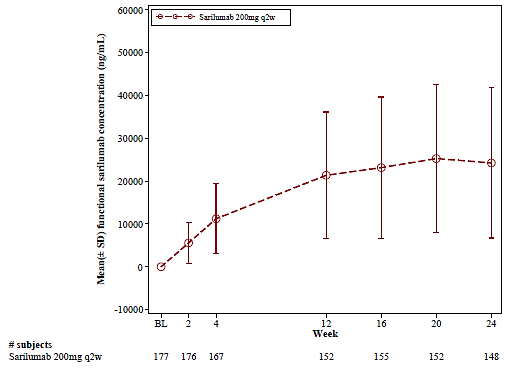 Sarilumab 200mg q2w
Mean(± SD) functional sarilumab concentration (ng/mL)
60000
50000
40000
30000
20000
10000
0
-10000
BL 2 4 12 16 20 24
Week
# subjects
Sarilumab 200mg q2w 177 176 167 152 155 152 148